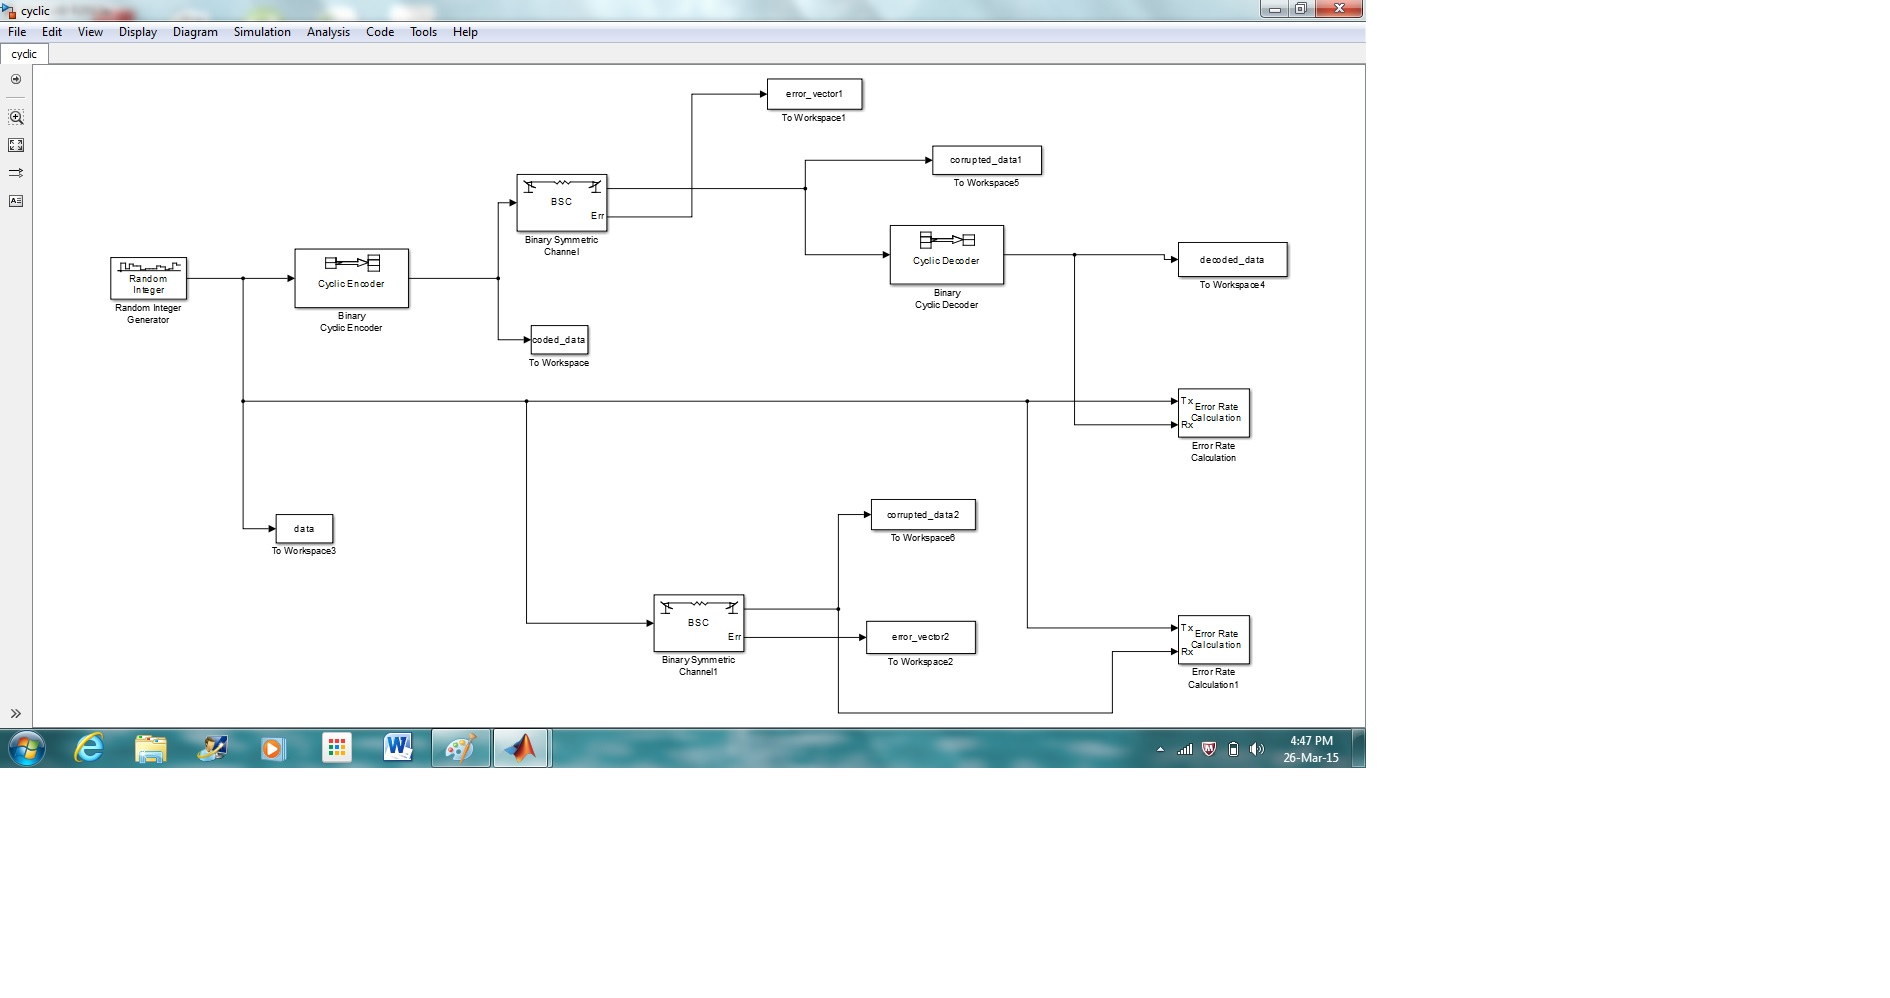 cyclic
File Edit View Display Diagram Simulation Analysis Code Tools Help
cyclic
error_vector1
To Workspace1
corrupted_data1
To Workspace5
BSC
Err
Binary Symmetric
Channel
Cyclic Decoder
Binary
Cyclic Decoder
decoded_data
To Workspace4
Random
Integer
Random Integer
Generator
Cyclic Encoder
Binary
Cyclic Encoder
coded_data
To Workspace
Tx
Rx
Error Rate
Calculation
Error Rate
Calculation
data
To Workspace3
corrupted_data2
To Workspace6
BSC
Err
Binary Symmetric
Channel1
error_vector2
To Workspace2
Tx
Rx
Error Rate
Calculation
Error Rate
Calculation1
4:47 PM
26-Mar-15